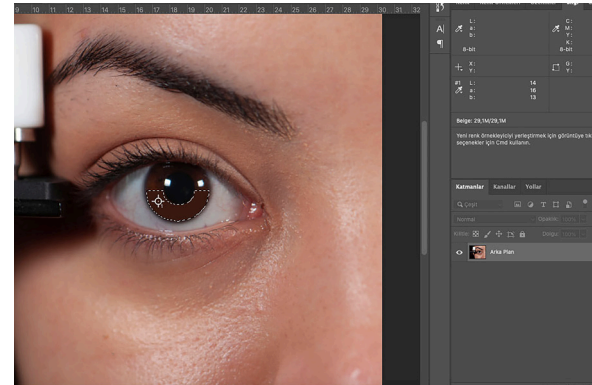 9 10 11 12 13 14 15 16 17 18 19 20 21 22 23 24 25 26 27 28 29 30 31 32
A|
¶
L:
a:
b:
8-bit
C:
M:
Y:
K:
8-bit
X:
Y:
G:
Y:
#1 L: 14
a: 16
b: 13
Belge: 29,1M/29,1M
Yeni renk örnekleyiciyi yerleştirmek için görüntüye tık
seçenekler için Cmd kullanın.
Katmanlar Kanallar Yollar
Çeşit
Normal
Opaklık:
Kilitle:
Dolgu:
Arka Plan